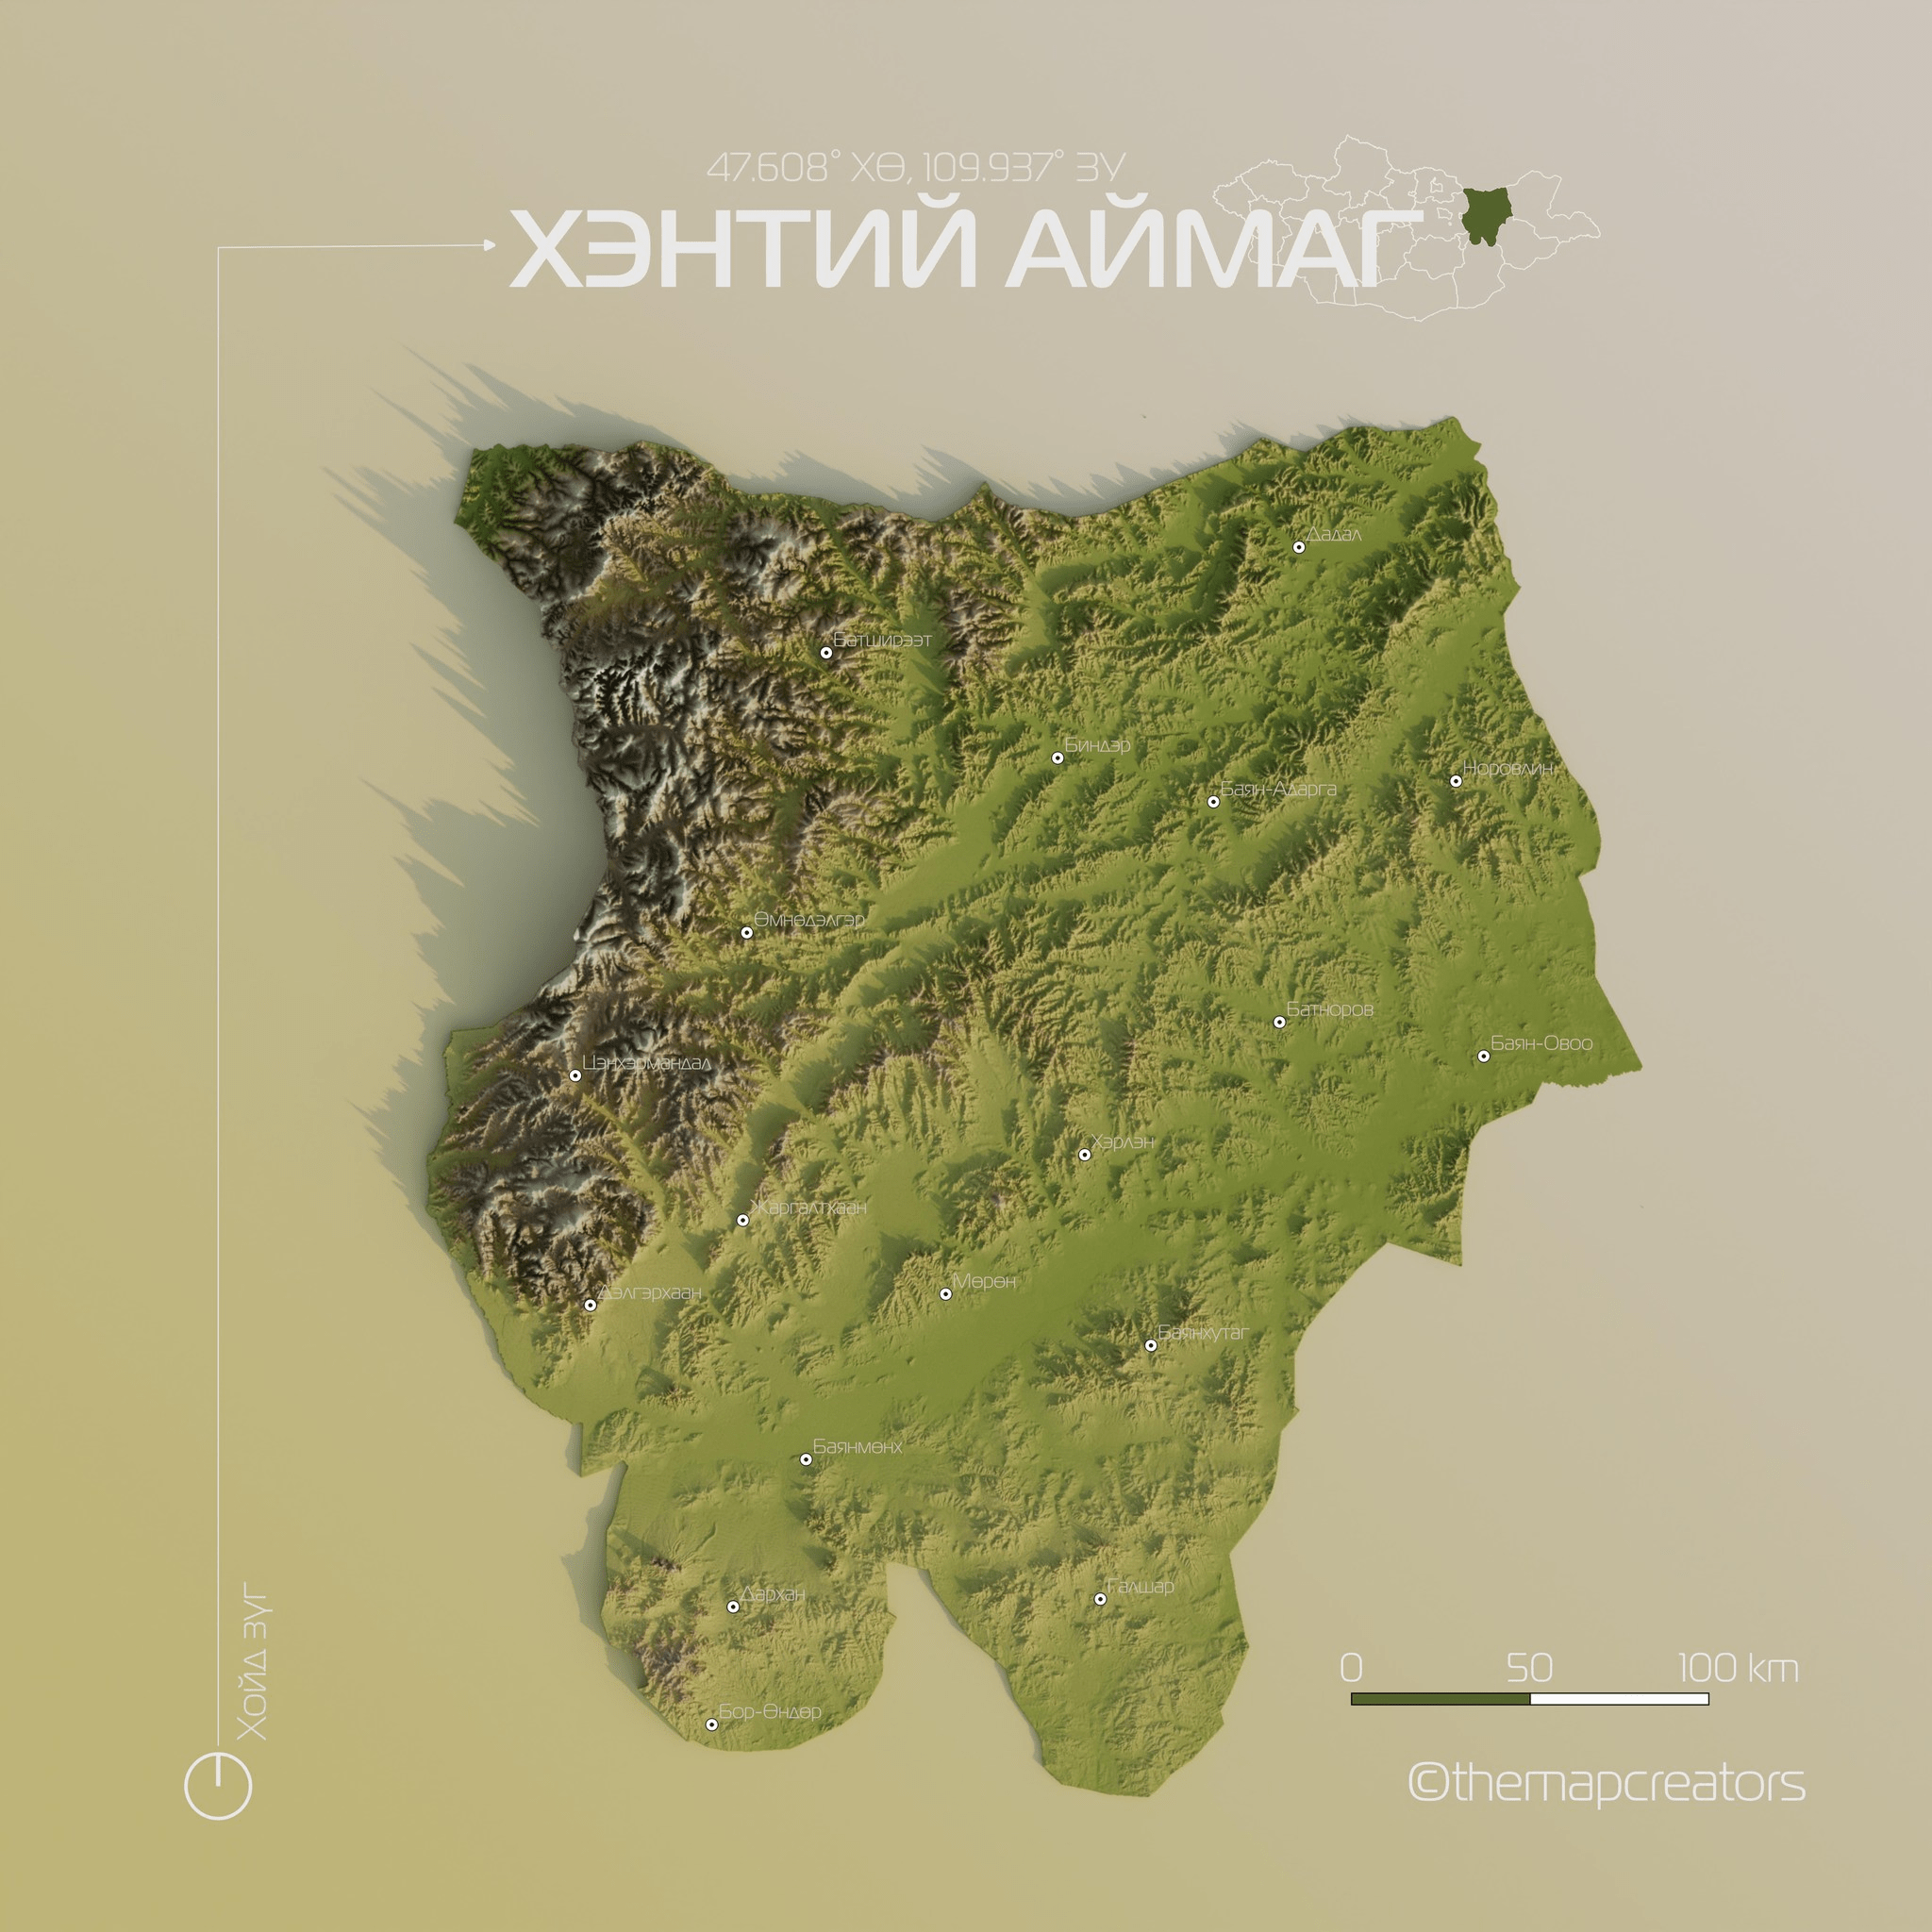 47.608° ХӨ, 109.937° ЗУ
ХЭНТИЙ АЙМАГ
Дадал
Батширээт
Биндэр
Норовлин
Баян-Адарга
Өмнөдэлгэр
Батноров
Баян-Овоо
Цэнхэрмандал
Хэрлэн
Жаргалтхаан
Мөрөн
Дэлгэрхаан
Баянхутаг
Баянмөнх
Галшар
Дархан
Бор-Өндөр
Хойд зүг
0 50 100 km
©themapcreators